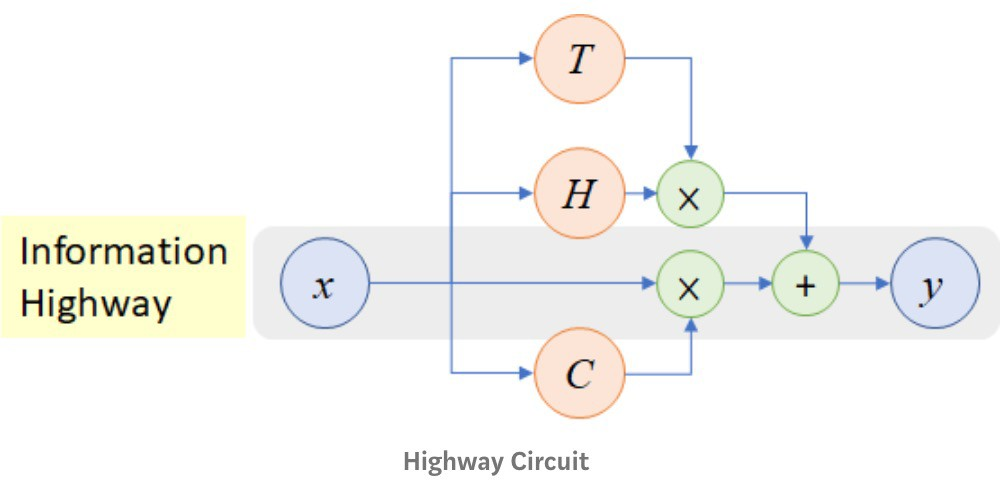 T
H
×
Information
Highway
x
×
+
y
C
Highway Circuit